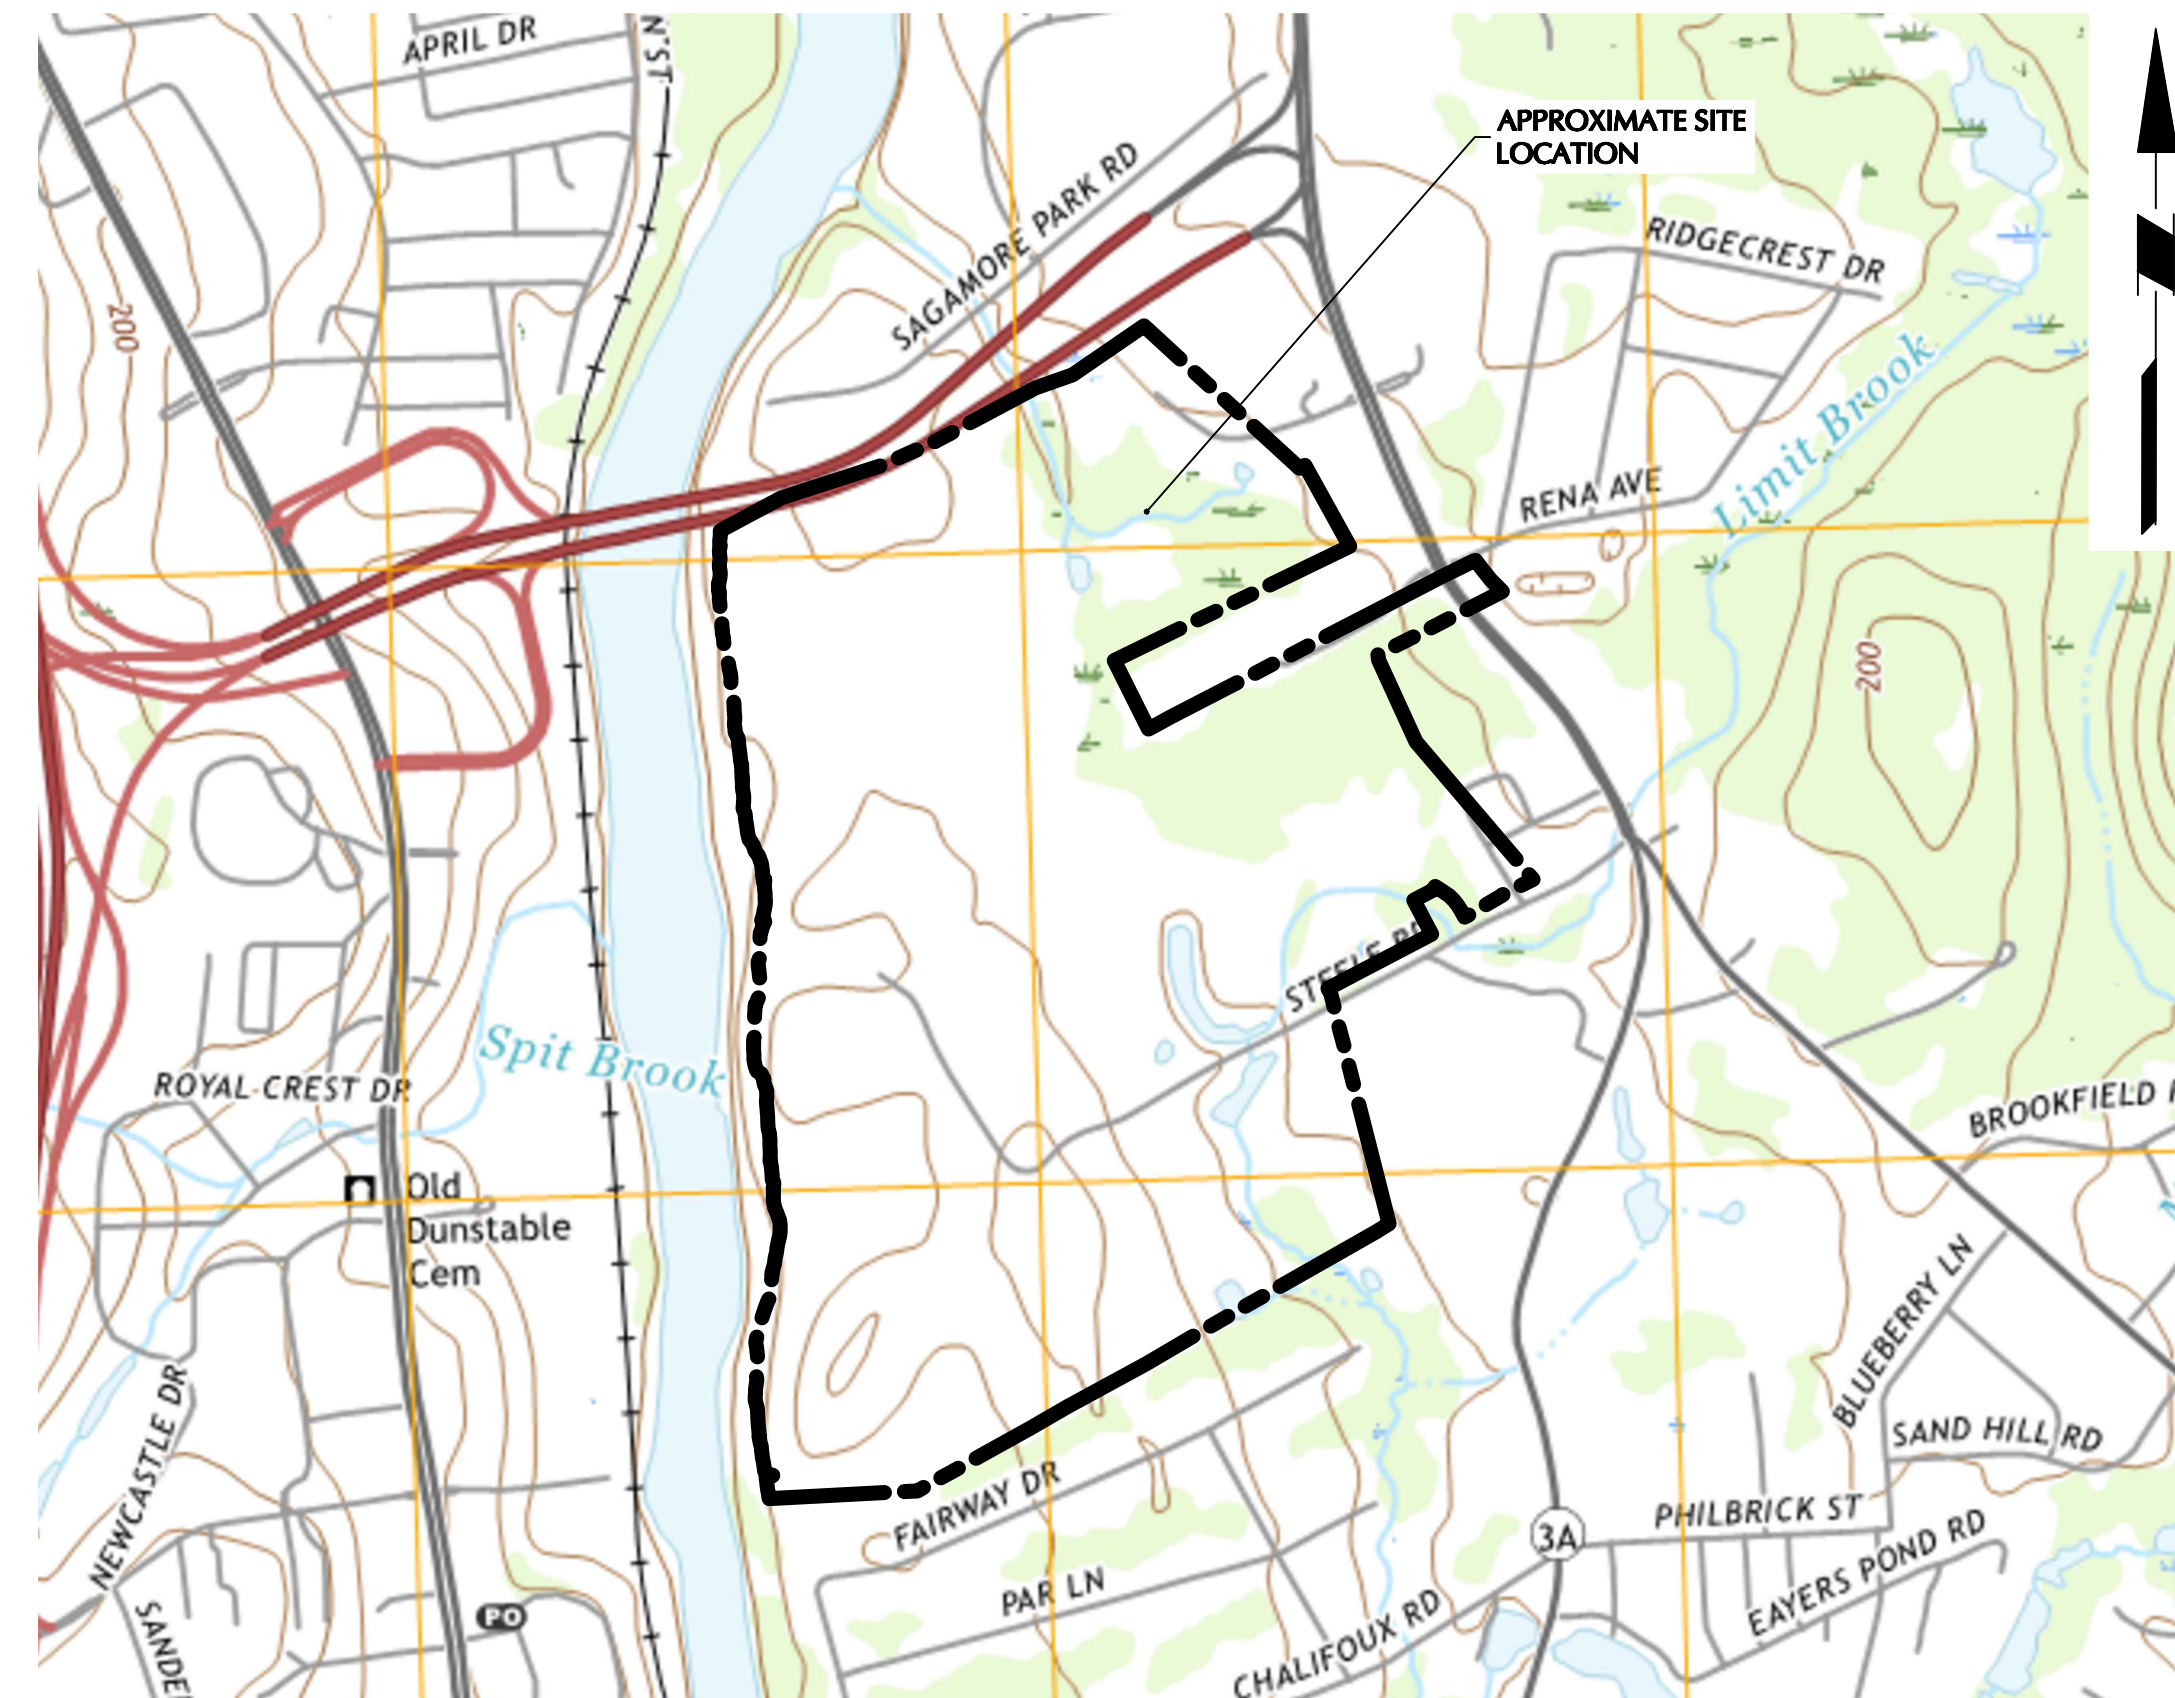 APRIL DR
N'ST
APPROXIMATE SITE
LOCATION
SAGAMORE PARK RD
RIDGECREST DR
200
Limit Brook
RENA AVE
200
STEELE
Spit Brook
ROYAL CREST DR
BROOKFIELD
Old
Dunstable
Cem
BLUEBERRY LN
NEWCASTLE DR
SAND HILL RD
FAIRWAY DR
PHILBRICK ST
3A
EAYERS POND RD
PAR LN
PO
CHALIFOUX RD
SANDE